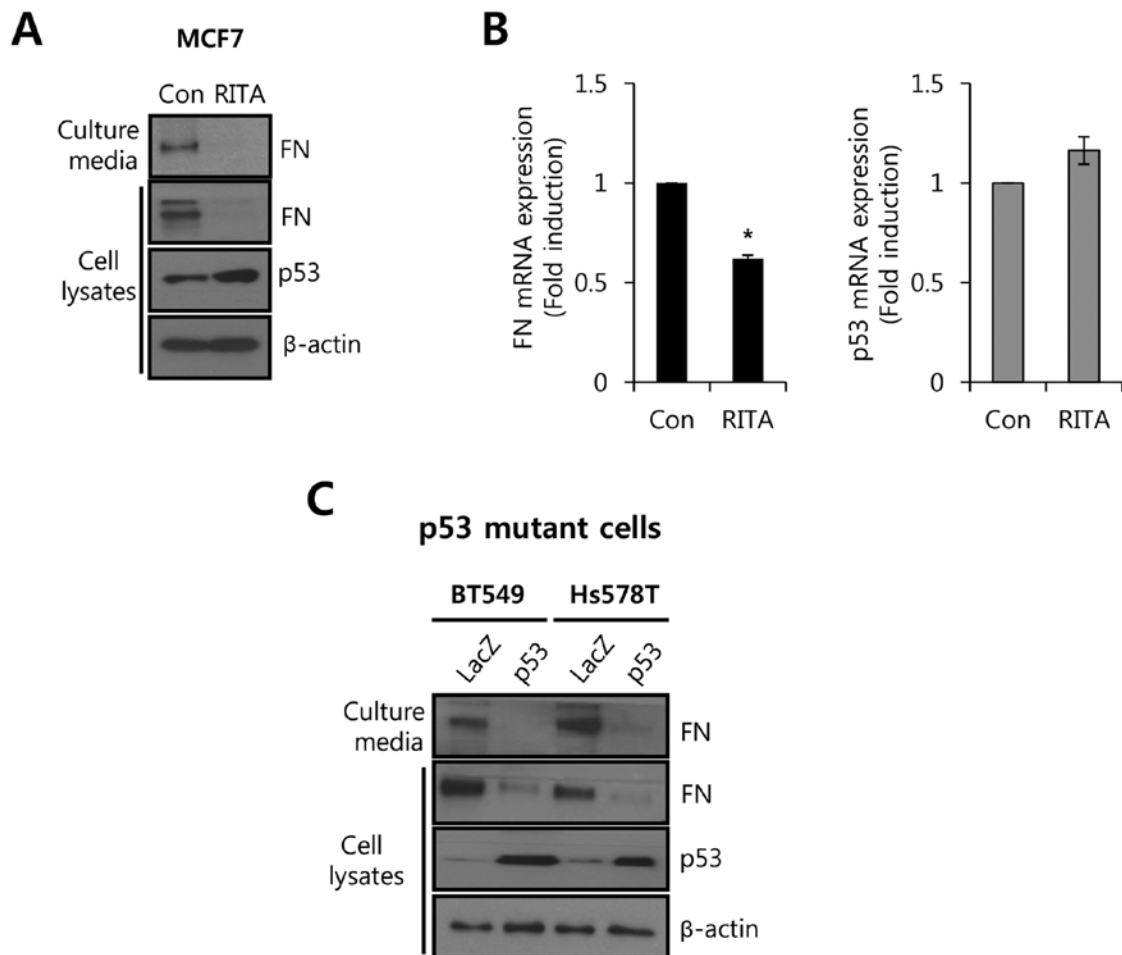 A
MCF7
Con RITA
Culture
media
FN
FN
Cell
lysates
p53
β-actin
B
FN mRNA expression
(Fold induction)
1.5
1
0.5
0
*
Con
RITA
p53 mRNA expression
(Fold induction)
1.5
1
0.5
0
Con
RITA
C
p53 mutant cells
BT549
Hs578T
LacZ
p53
LacZ
p53
Culture
media
FN
FN
Cell
lysates
p53
β-actin